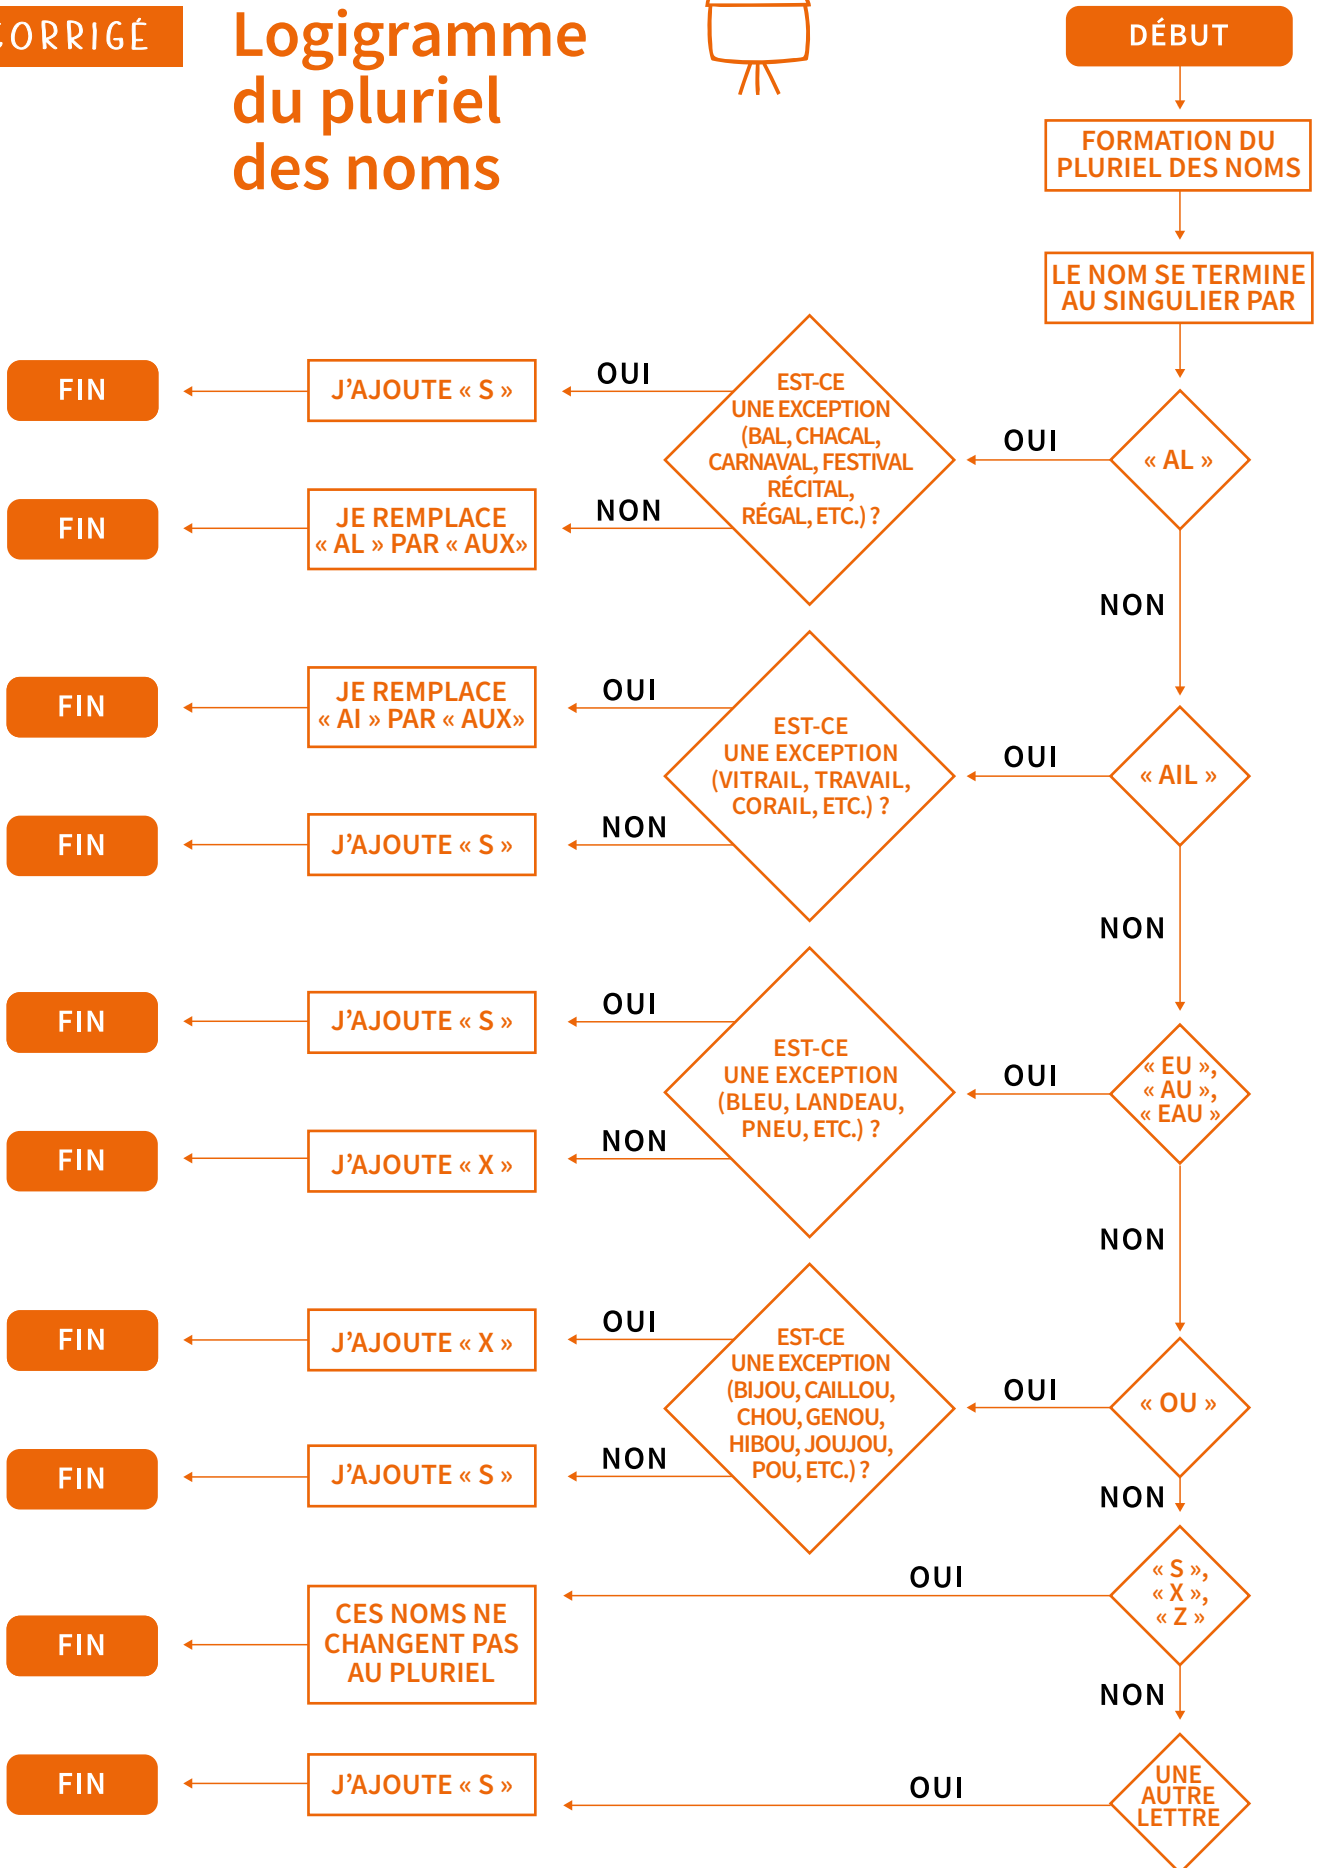 CORRIGÉ
Logigramme
du pluriel
des noms
DÉBUT
FORMATION DU
PLURIEL DES NOMS
LE NOM SE TERMINE
AU SINGULIER PAR
« AL »
OUI
EST-CE
UNE EXCEPTION
(BAL, CHACAL,
CARNAVAL, FESTIVAL
RÉCITAL,
RÉGAL, ETC.) ?
OUI
J’AJOUTE « S »
FIN
NON
JE REMPLACE
« AL » PAR « AUX»
FIN
NON
« AIL »
OUI
EST-CE
UNE EXCEPTION
(VITRAIL, TRAVAIL,
CORAIL, ETC.) ?
OUI
JE REMPLACE
« AI » PAR « AUX»
FIN
NON
J’AJOUTE « S »
FIN
NON
« EU »,
« AU »,
« EAU »
OUI
EST-CE
UNE EXCEPTION
(BLEU, LANDEAU,
PNEU, ETC.) ?
OUI
J’AJOUTE « S »
FIN
NON
J’AJOUTE « X »
FIN
NON
« OU »
OUI
EST-CE
UNE EXCEPTION
(BIJOU, CAILLOU,
CHOU, GENOU,
HIBOU, JOUJOU,
POU, ETC.) ?
OUI
J’AJOUTE « X »
FIN
NON
J’AJOUTE « S »
FIN
NON
« S »,
« X »,
« Z »
OUI
CES NOMS NE
CHANGENT PAS
AU PLURIEL
FIN
NON
UNE
AUTRE
LETTRE
OUI
J’AJOUTE « S »
FIN